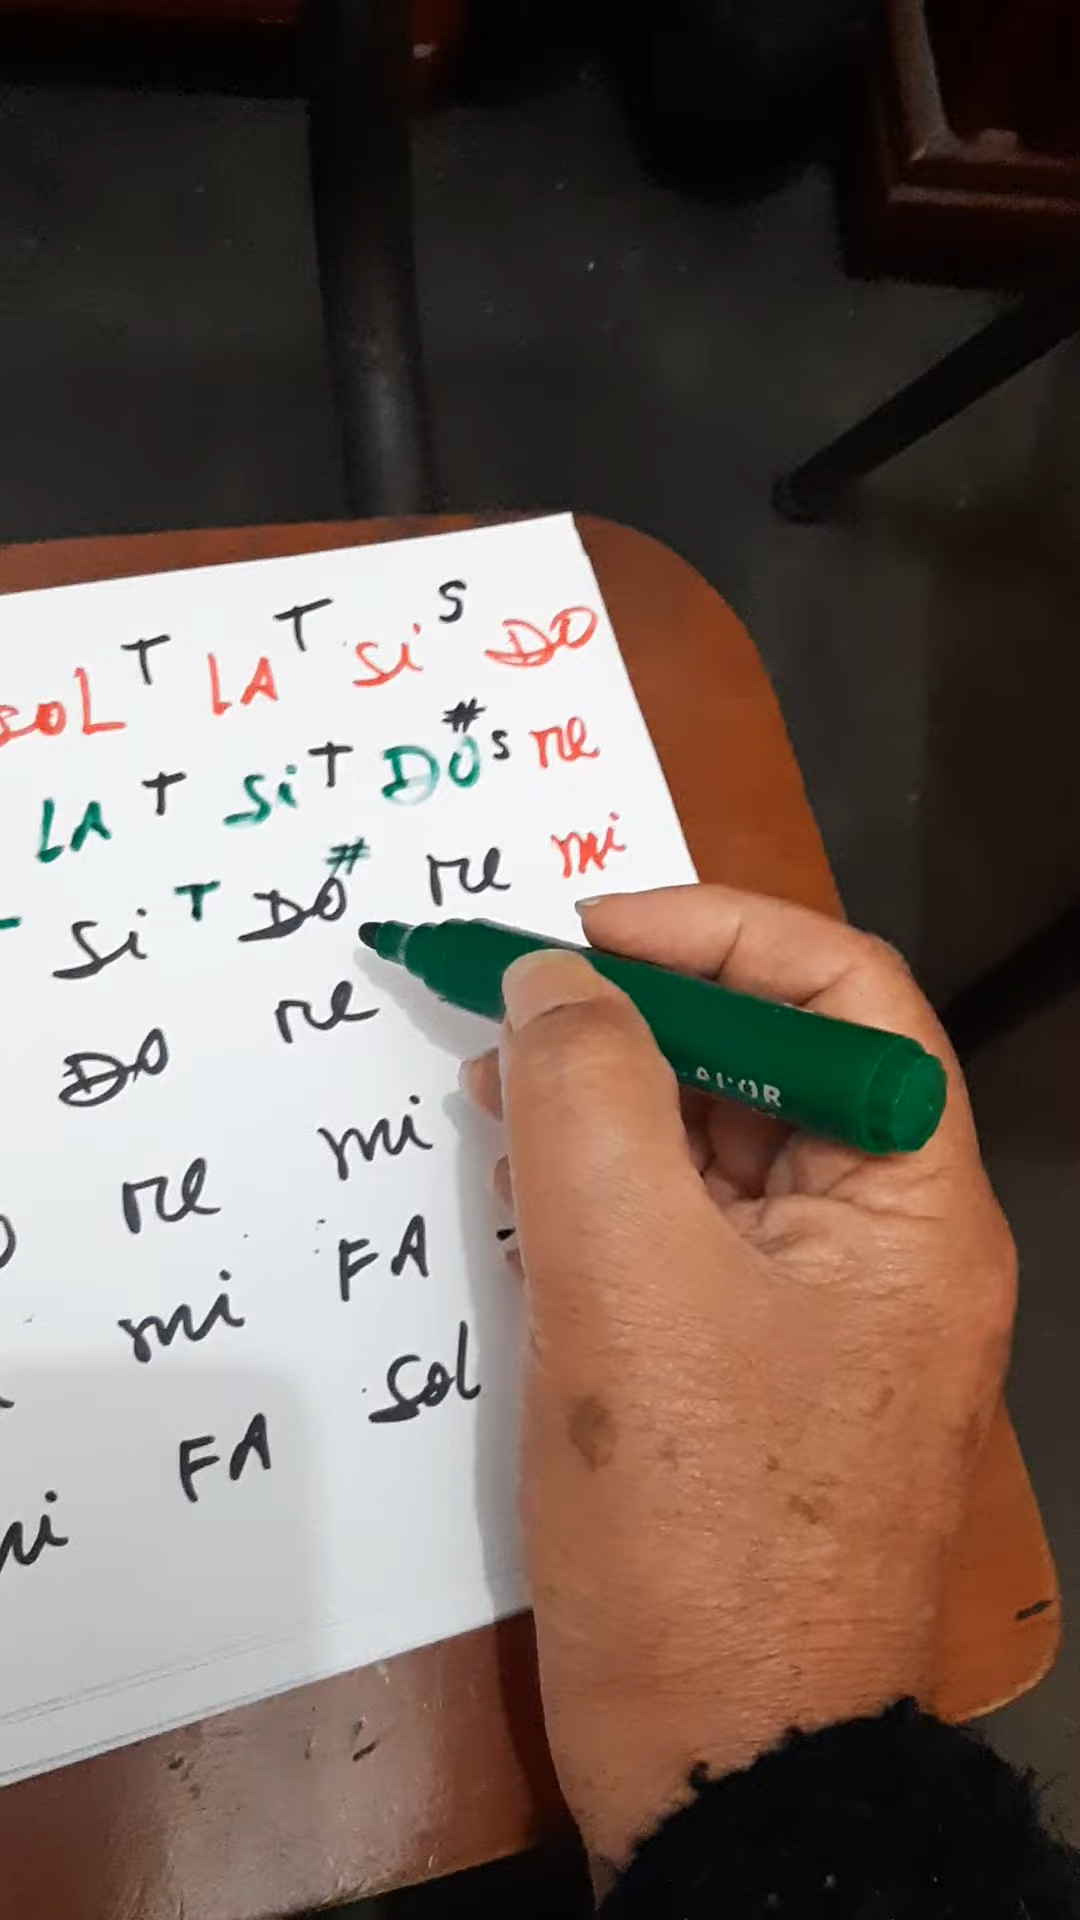 SOL T LA T Si S DO
LA T Si T DO# S re
Si T DO# re mi
DO re
re mi
mi FA
FA Sol